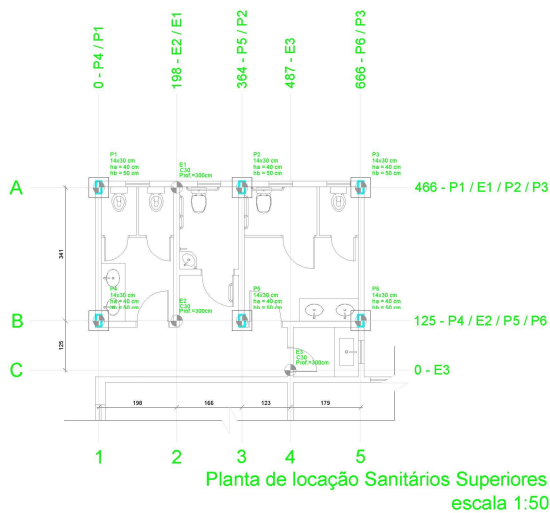 0 - P4 / P1
198 - E2 / E1
364 - P5 / P2
487 - E3
666 - P6 / P3
P1
14x30 cm
ha = 40 cm
hb = 50 cm
E1
C30
Prof.=300cm
P2
14x30 cm
ha = 40 cm
hb = 50 cm
P3
14x30 cm
ha = 40 cm
hb = 50 cm
A
466 - P1 / E1 / P2 / P3
341
P4
14x30 cm
ha = 40 cm
hb = 50 cm
E2
C30
Prof.=300cm
P5
14x30 cm
ha = 40 cm
hb = 50 cm
P6
14x30 cm
ha = 40 cm
hb = 50 cm
B
125 - P4 / E2 / P5 / P6
125
E3
C30
Prof.=300cm
C
0 - E3
198
166
123
179
1
2
3
4
5
Planta de locação Sanitários Superiores
escala 1:50